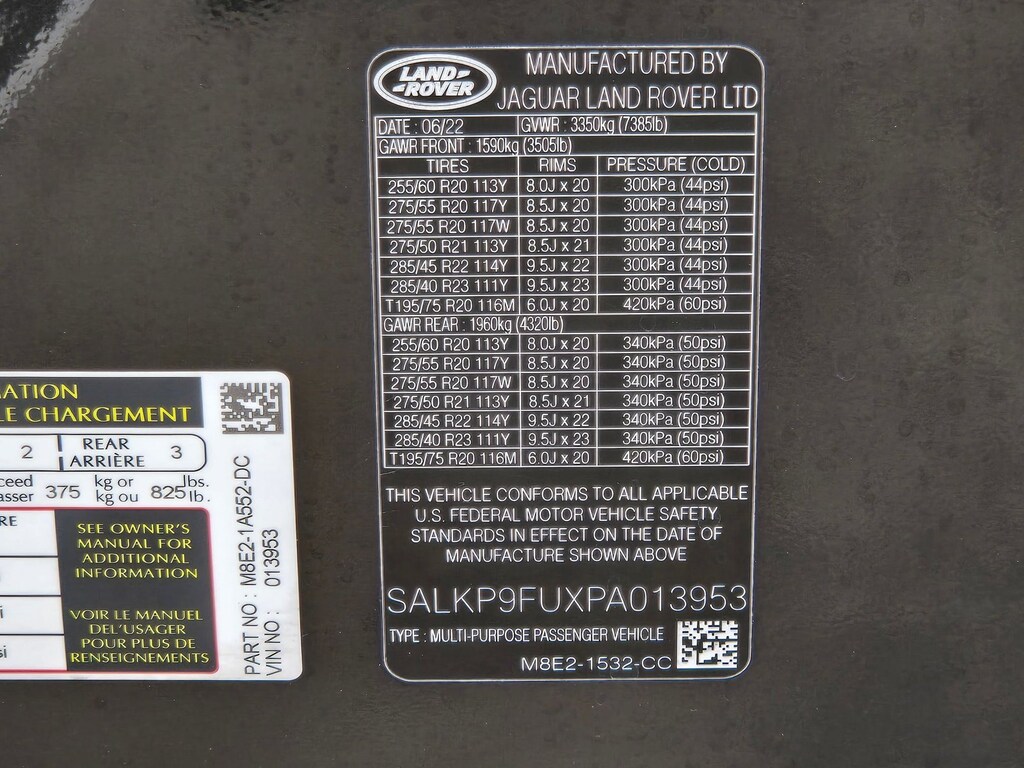 LAND-
-ROVER
MANUFACTURED BY
JAGUAR LAND ROVER LTD
DATE : 06/22 GVWR : 3350kg (7385lb)
GAWR FRONT : 1590kg (3505lb)
TIRES RIMS PRESSURE (COLD)
255/60 R20 113Y 8.0J x 20 300kPa (44psi)
275/55 R20 117Y 8.5J x 20 300kPa (44psi)
275/55 R20 117W 8.5J x 20 300kPa (44psi)
275/50 R21 113Y 8.5J x 21 300kPa (44psi)
285/45 R22 114Y 9.5J x 22 300kPa (44psi)
285/40 R23 111Y 9.5J x 23 300kPa (44psi)
T195/75 R20 116M 6.0J x 20 420kPa (60psi)
GAWR REAR : 1960kg (4320lb)
255/60 R20 113Y 8.0J x 20 340kPa (50psi)
275/55 R20 117Y 8.5J x 20 340kPa (50psi)
275/55 R20 117W 8.5J x 20 340kPa (50psi)
275/50 R21 113Y 8.5J x 21 340kPa (50psi)
285/45 R22 114Y 9.5J x 22 340kPa (50psi)
285/40 R23 111Y 9.5J x 23 340kPa (50psi)
T195/75 R20 116M 6.0J x 20 420kPa (60psi)
THIS VEHICLE CONFORMS TO ALL APPLICABLE
U.S. FEDERAL MOTOR VEHICLE SAFETY
STANDARDS IN EFFECT ON THE DATE OF
MANUFACTURE SHOWN ABOVE
SALKP9FUXPA013953
TYPE : MULTI-PURPOSE PASSENGER VEHICLE
M8E2-1532-CC
ATION
LE CHARGEMENT
2 REAR 3
ARRIÈRE
375 kg or 825 lbs.
kg ou lb.
SEE OWNER'S
MANUAL FOR
ADDITIONAL
INFORMATION
VOIR LE MANUEL
DEL'USAGER
POUR PLUS DE
RENSEIGNEMENTS
PART NO : M8E2-1A552-DC
VIN NO : 013953